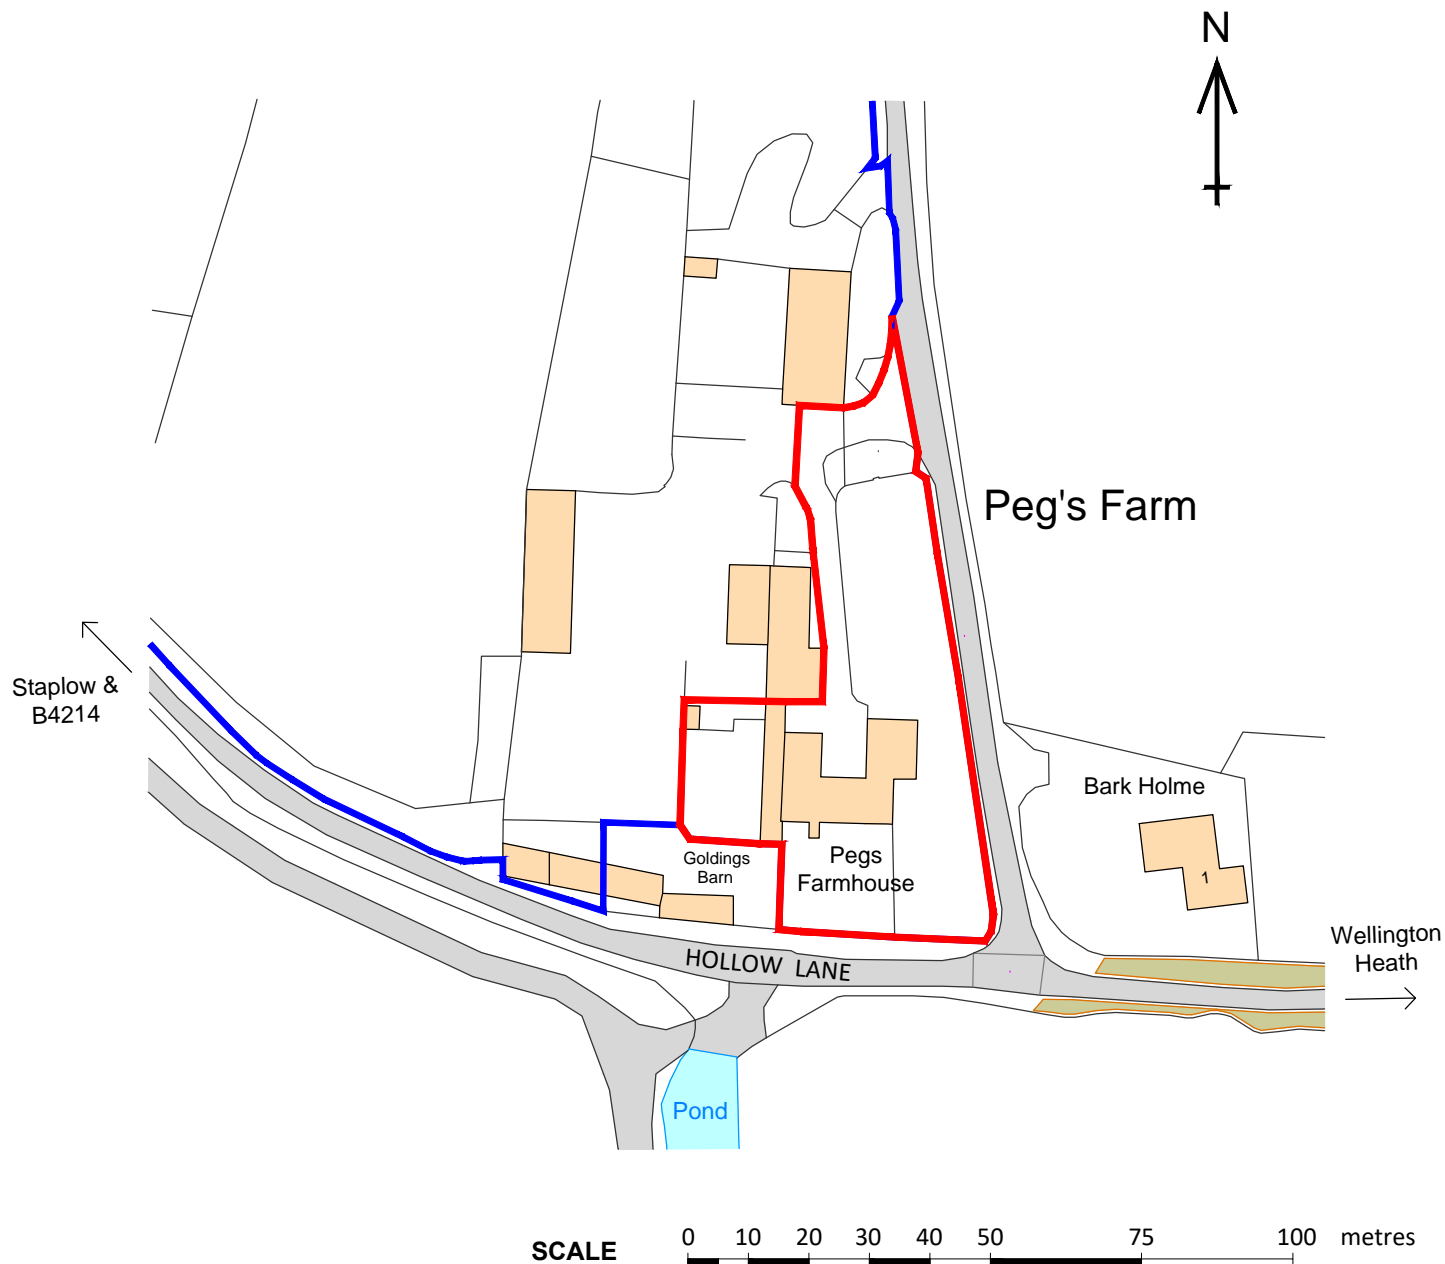 N
Peg's Farm
Staplow &
B4214
Bark Holme
1
Goldings
Barn
Pegs
Farmhouse
Wellington
Heath
HOLLOW LANE
Pond
SCALE
0 10 20 30 40 50 75 100 metres